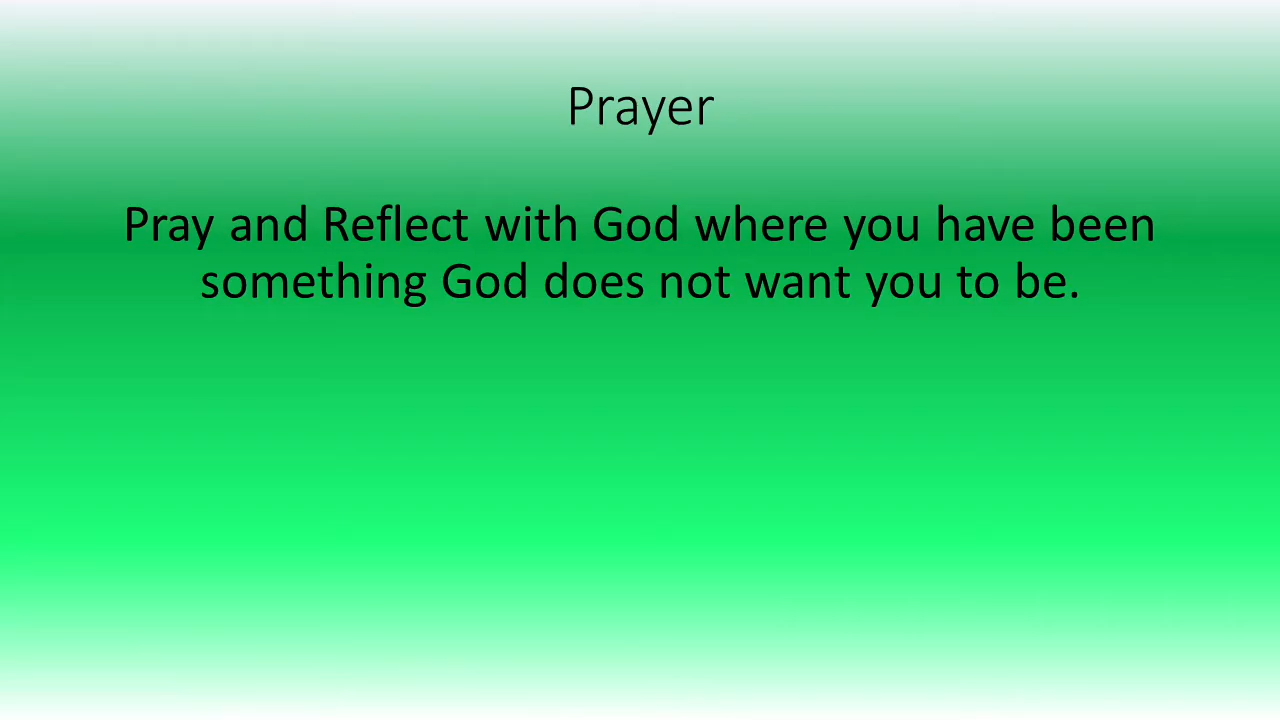 Prayer
Pray and Reflect with God where you have been
something God does not want you to be.